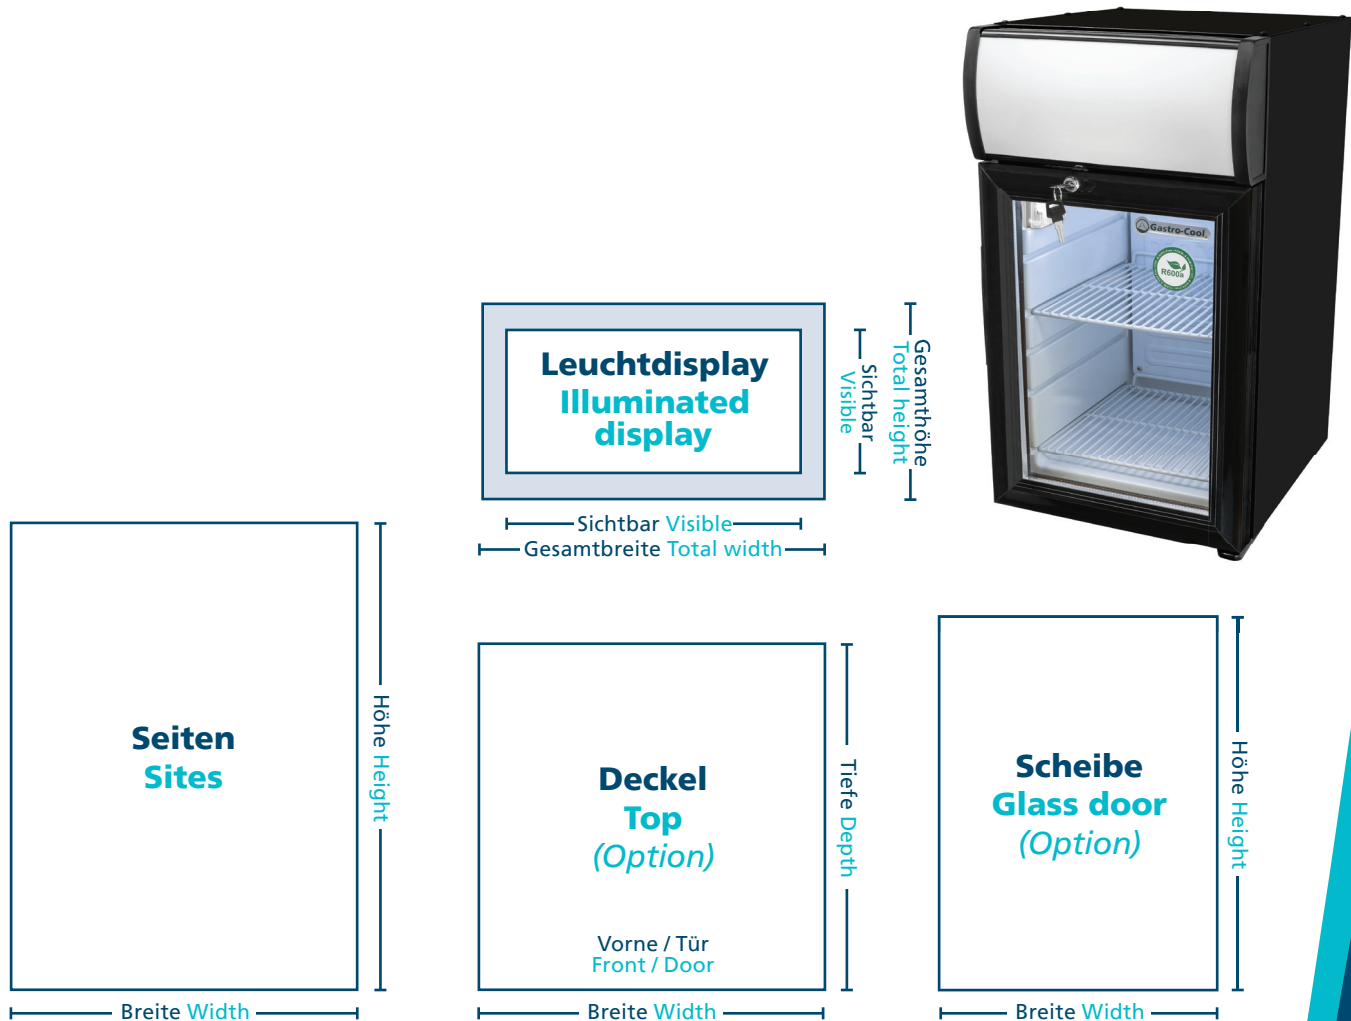 Gastro-Cool
R600a
Leuchtdisplay
Illuminated
display
Sichtbar Visible
Gesamthöhe Total height
Sichtbar Visible
Gesamtbreite Total width
Seiten
Sites
Höhe Height
Breite Width
Deckel
Top
(Option)
Vorne / Tür
Front / Door
Tiefe Depth
Breite Width
Scheibe
Glass door
(Option)
Höhe Height
Breite Width